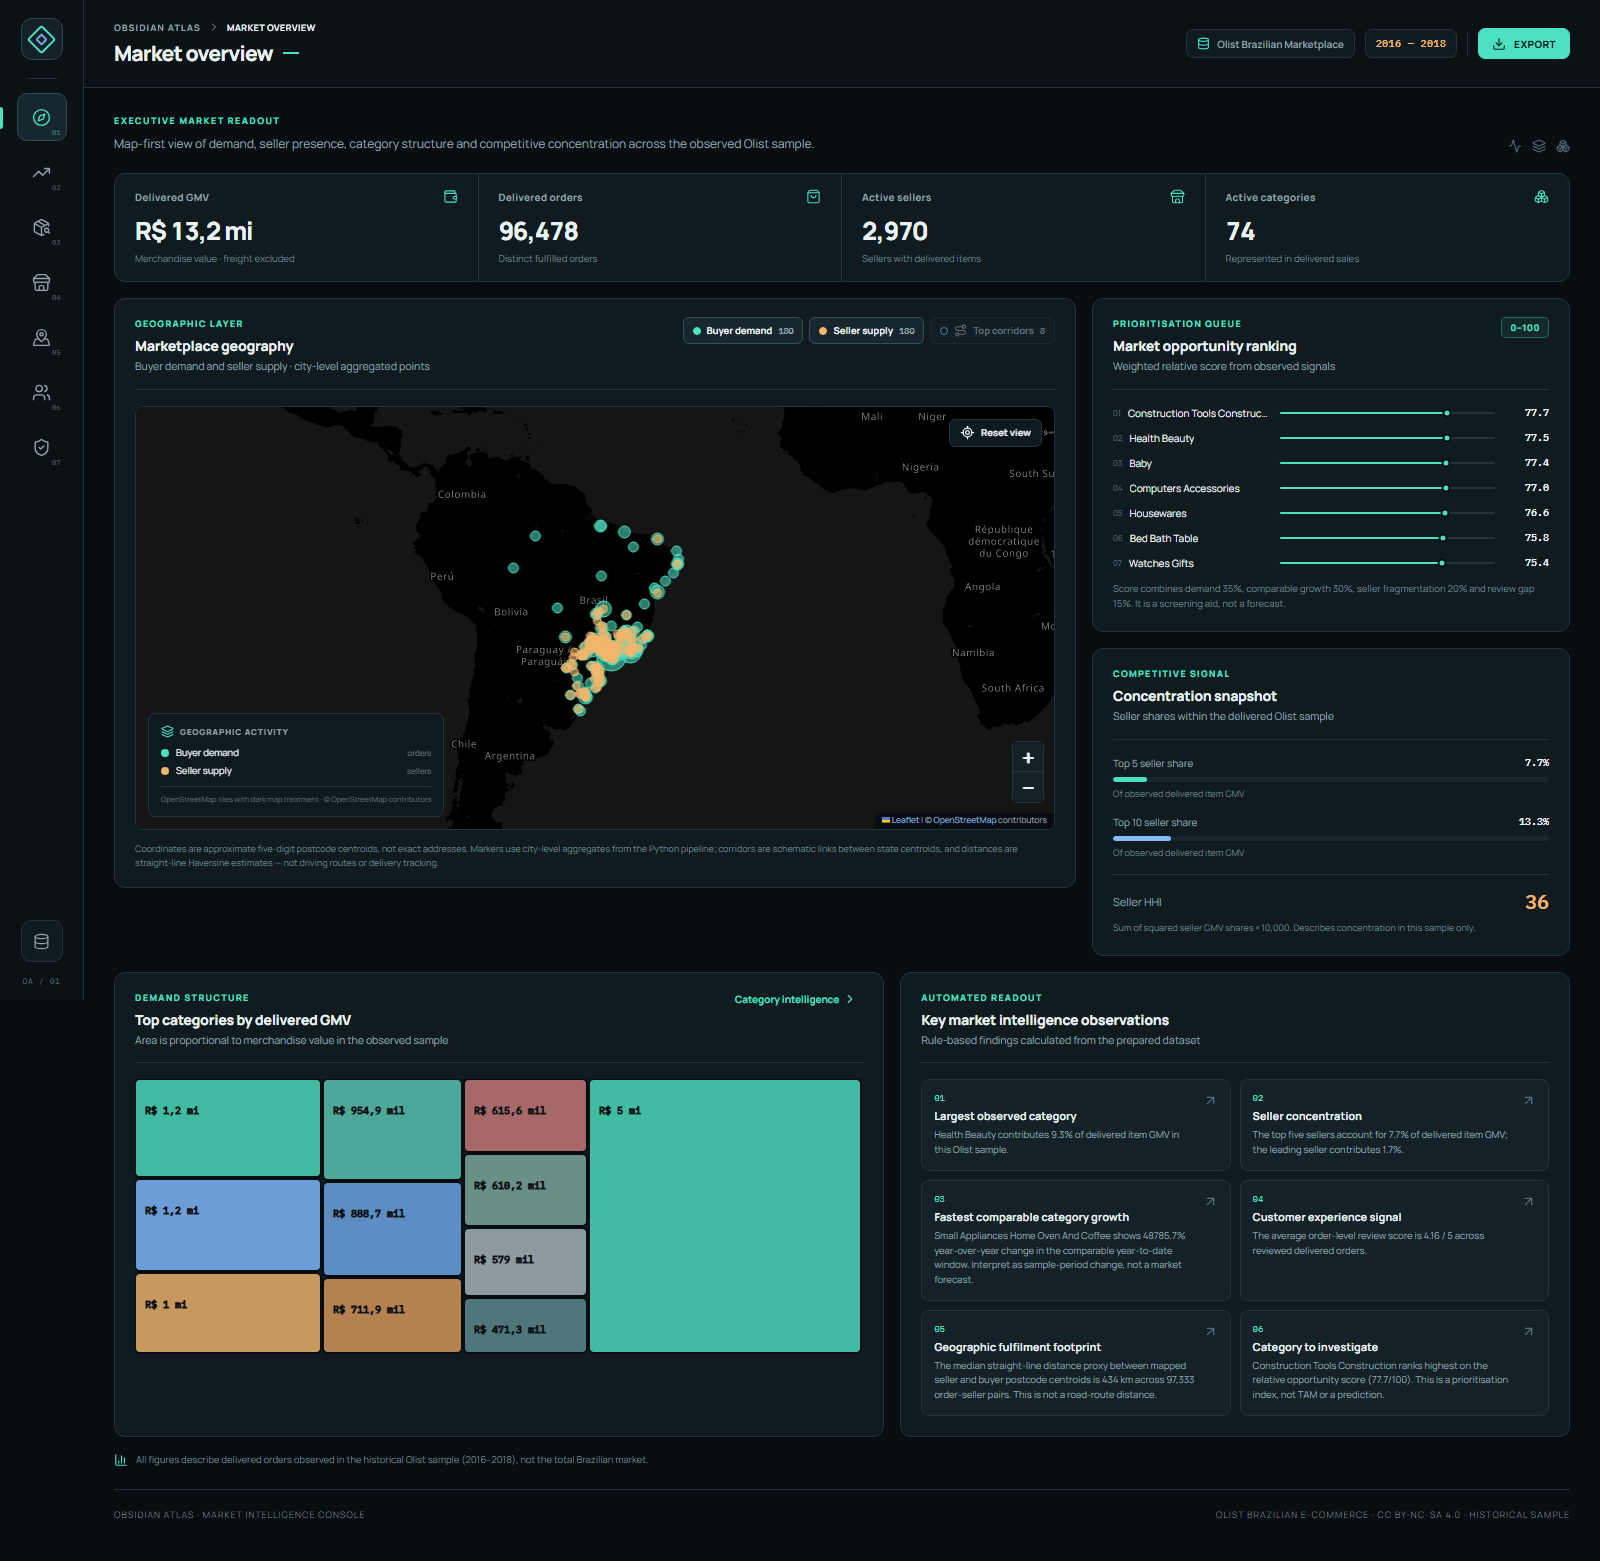 OBSIDIAN ATLAS > MARKET OVERVIEW
Market overview —
Olist Brazilian Marketplace
2016 — 2018
EXPORT
01
02
03
04
05
06
07
OA / 01
EXECUTIVE MARKET READOUT
Map-first view of demand, seller presence, category structure and competitive concentration across the observed Olist sample.
Delivered GMV
R$ 13,2 mi
Merchandise value · freight excluded
Delivered orders
96,478
Distinct fulfilled orders
Active sellers
2,970
Sellers with delivered items
Active categories
74
Represented in delivered sales
GEOGRAPHIC LAYER
Marketplace geography
Buyer demand and seller supply · city-level aggregated points
Buyer demand 180
Seller supply 180
Top corridors 8
Reset view
Mali
Niger
Nigeria
South Su
Colombia
République
démocratique
du Congo
Perú
Angola
Brasil
Bolivia
Mo
Paraguay /
Paraguái
Namibia
South Africa
Chile
Argentina
GEOGRAPHIC ACTIVITY
Buyer demand orders
Seller supply sellers
OpenStreetMap tiles with dark map treatment · © OpenStreetMap contributors
+
−
Leaflet | © OpenStreetMap contributors
Coordinates are approximate five-digit postcode centroids, not exact addresses. Markers use city-level aggregates from the Python pipeline; corridors are schematic links between state centroids, and distances are
straight-line Haversine estimates — not driving routes or delivery tracking.
PRIORITISATION QUEUE
0–100
Market opportunity ranking
Weighted relative score from observed signals
01 Construction Tools Construc... 77.7
02 Health Beauty 77.5
03 Baby 77.4
04 Computers Accessories 77.0
05 Housewares 76.6
06 Bed Bath Table 75.8
07 Watches Gifts 75.4
Score combines demand 35%, comparable growth 30%, seller fragmentation 20% and review gap
15%. It is a screening aid, not a forecast.
COMPETITIVE SIGNAL
Concentration snapshot
Seller shares within the delivered Olist sample
Top 5 seller share 7.7%
Of observed delivered item GMV
Top 10 seller share 13.3%
Of observed delivered item GMV
Seller HHI 36
Sum of squared seller GMV shares × 10,000. Describes concentration in this sample only.
DEMAND STRUCTURE
Category intelligence >
Top categories by delivered GMV
Area is proportional to merchandise value in the observed sample
R$ 1,2 mi
R$ 954,9 mil
R$ 615,6 mil
R$ 5 mi
R$ 610,2 mil
R$ 1,2 mi
R$ 888,7 mil
R$ 579 mil
R$ 1 mi
R$ 711,9 mil
R$ 471,3 mil
AUTOMATED READOUT
Key market intelligence observations
Rule-based findings calculated from the prepared dataset
01
Largest observed category
Health Beauty contributes 9.3% of delivered item GMV in
this Olist sample.
02
Seller concentration
The top five sellers account for 7.7% of delivered item GMV;
the leading seller contributes 1.7%.
03
Fastest comparable category growth
Small Appliances Home Oven And Coffee shows 48785.7%
year-over-year change in the comparable year-to-date
window. Interpret as sample-period change, not a market
forecast.
04
Customer experience signal
The average order-level review score is 4.16 / 5 across
reviewed delivered orders.
05
Geographic fulfilment footprint
The median straight-line distance proxy between mapped
seller and buyer postcode centroids is 434 km across 97,333
order-seller pairs. This is not a road-route distance.
06
Category to investigate
Construction Tools Construction ranks highest on the
relative opportunity score (77.7/100). This is a prioritisation
index, not TAM or a prediction.
All figures describe delivered orders observed in the historical Olist sample (2016–2018), not the total Brazilian market.
OBSIDIAN ATLAS · MARKET INTELLIGENCE CONSOLE
OLIST BRAZILIAN E-COMMERCE · CC BY-NC-SA 4.0 · HISTORICAL SAMPLE